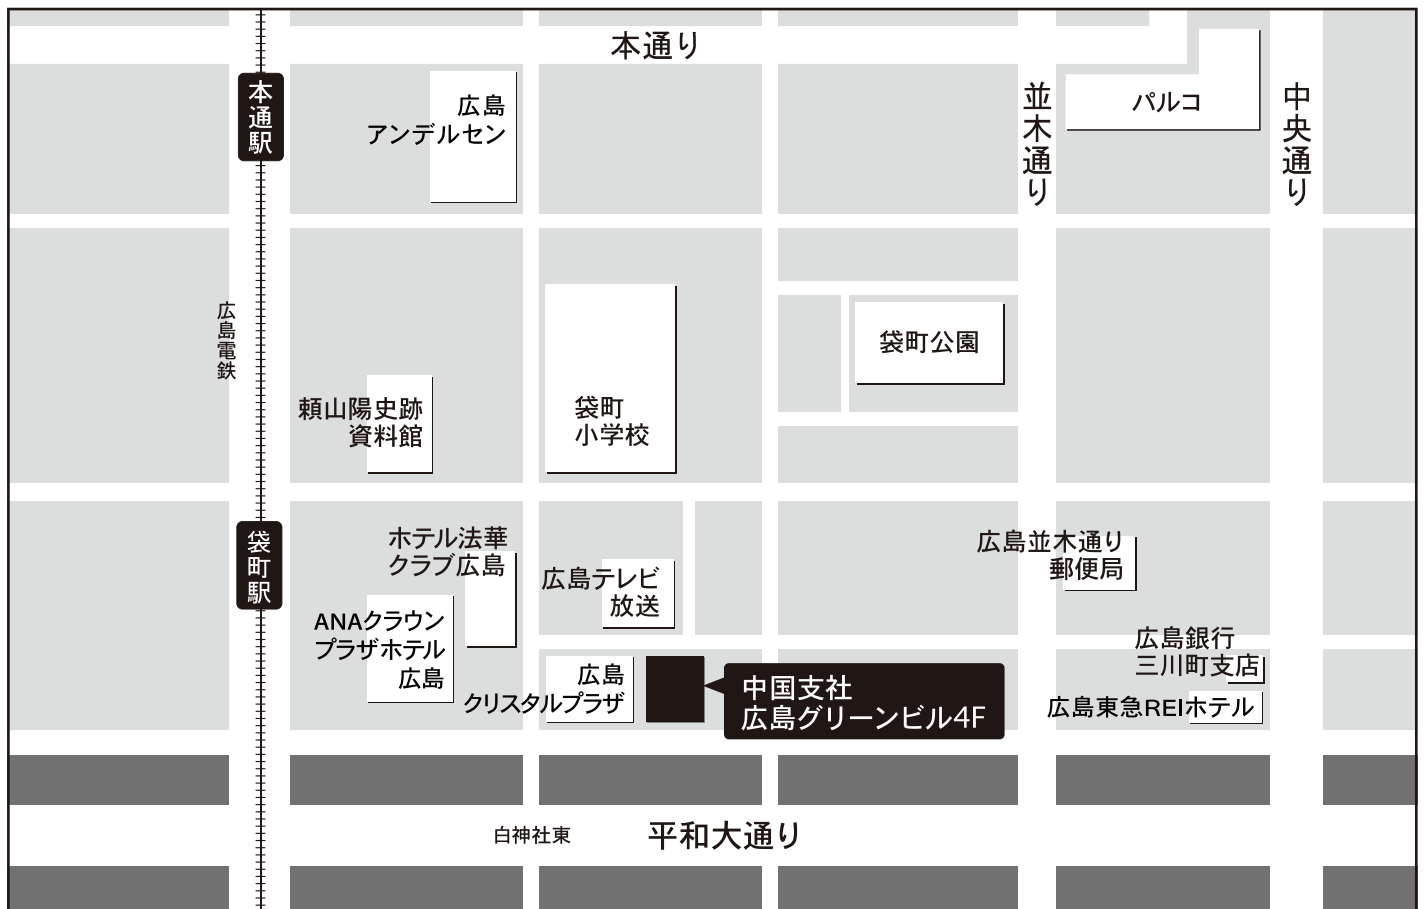 本通り
本通駅
広島
アンデルセン
並木通り
パルコ
中央通り
広島電鉄
頼山陽史跡
資料館
袋町
小学校
袋町公園
袋町駅
ホテル法華
クラブ広島
ANAクラウン
プラザホテル
広島
広島テレビ
放送
広島
クリスタルプラザ
中国支社
広島グリーンビル4F
広島並木通り
郵便局
広島銀行
三川町支店
広島東急REIホテル
白神社東
平和大通り